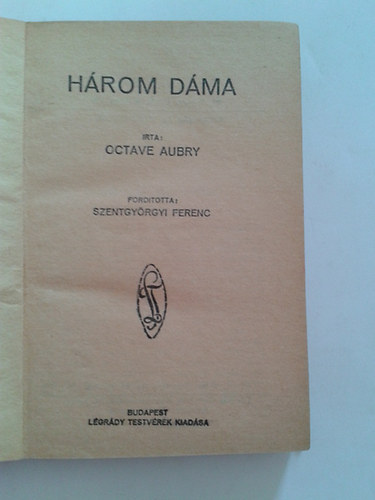 HÁROM DÁMA
IRTA:
OCTAVE AUBRY
FORDITOTTA:
SZENTGYÖRGYI FERENC
BUDAPEST
LÉGRÁDY TESTVÉREK KIADÁSA